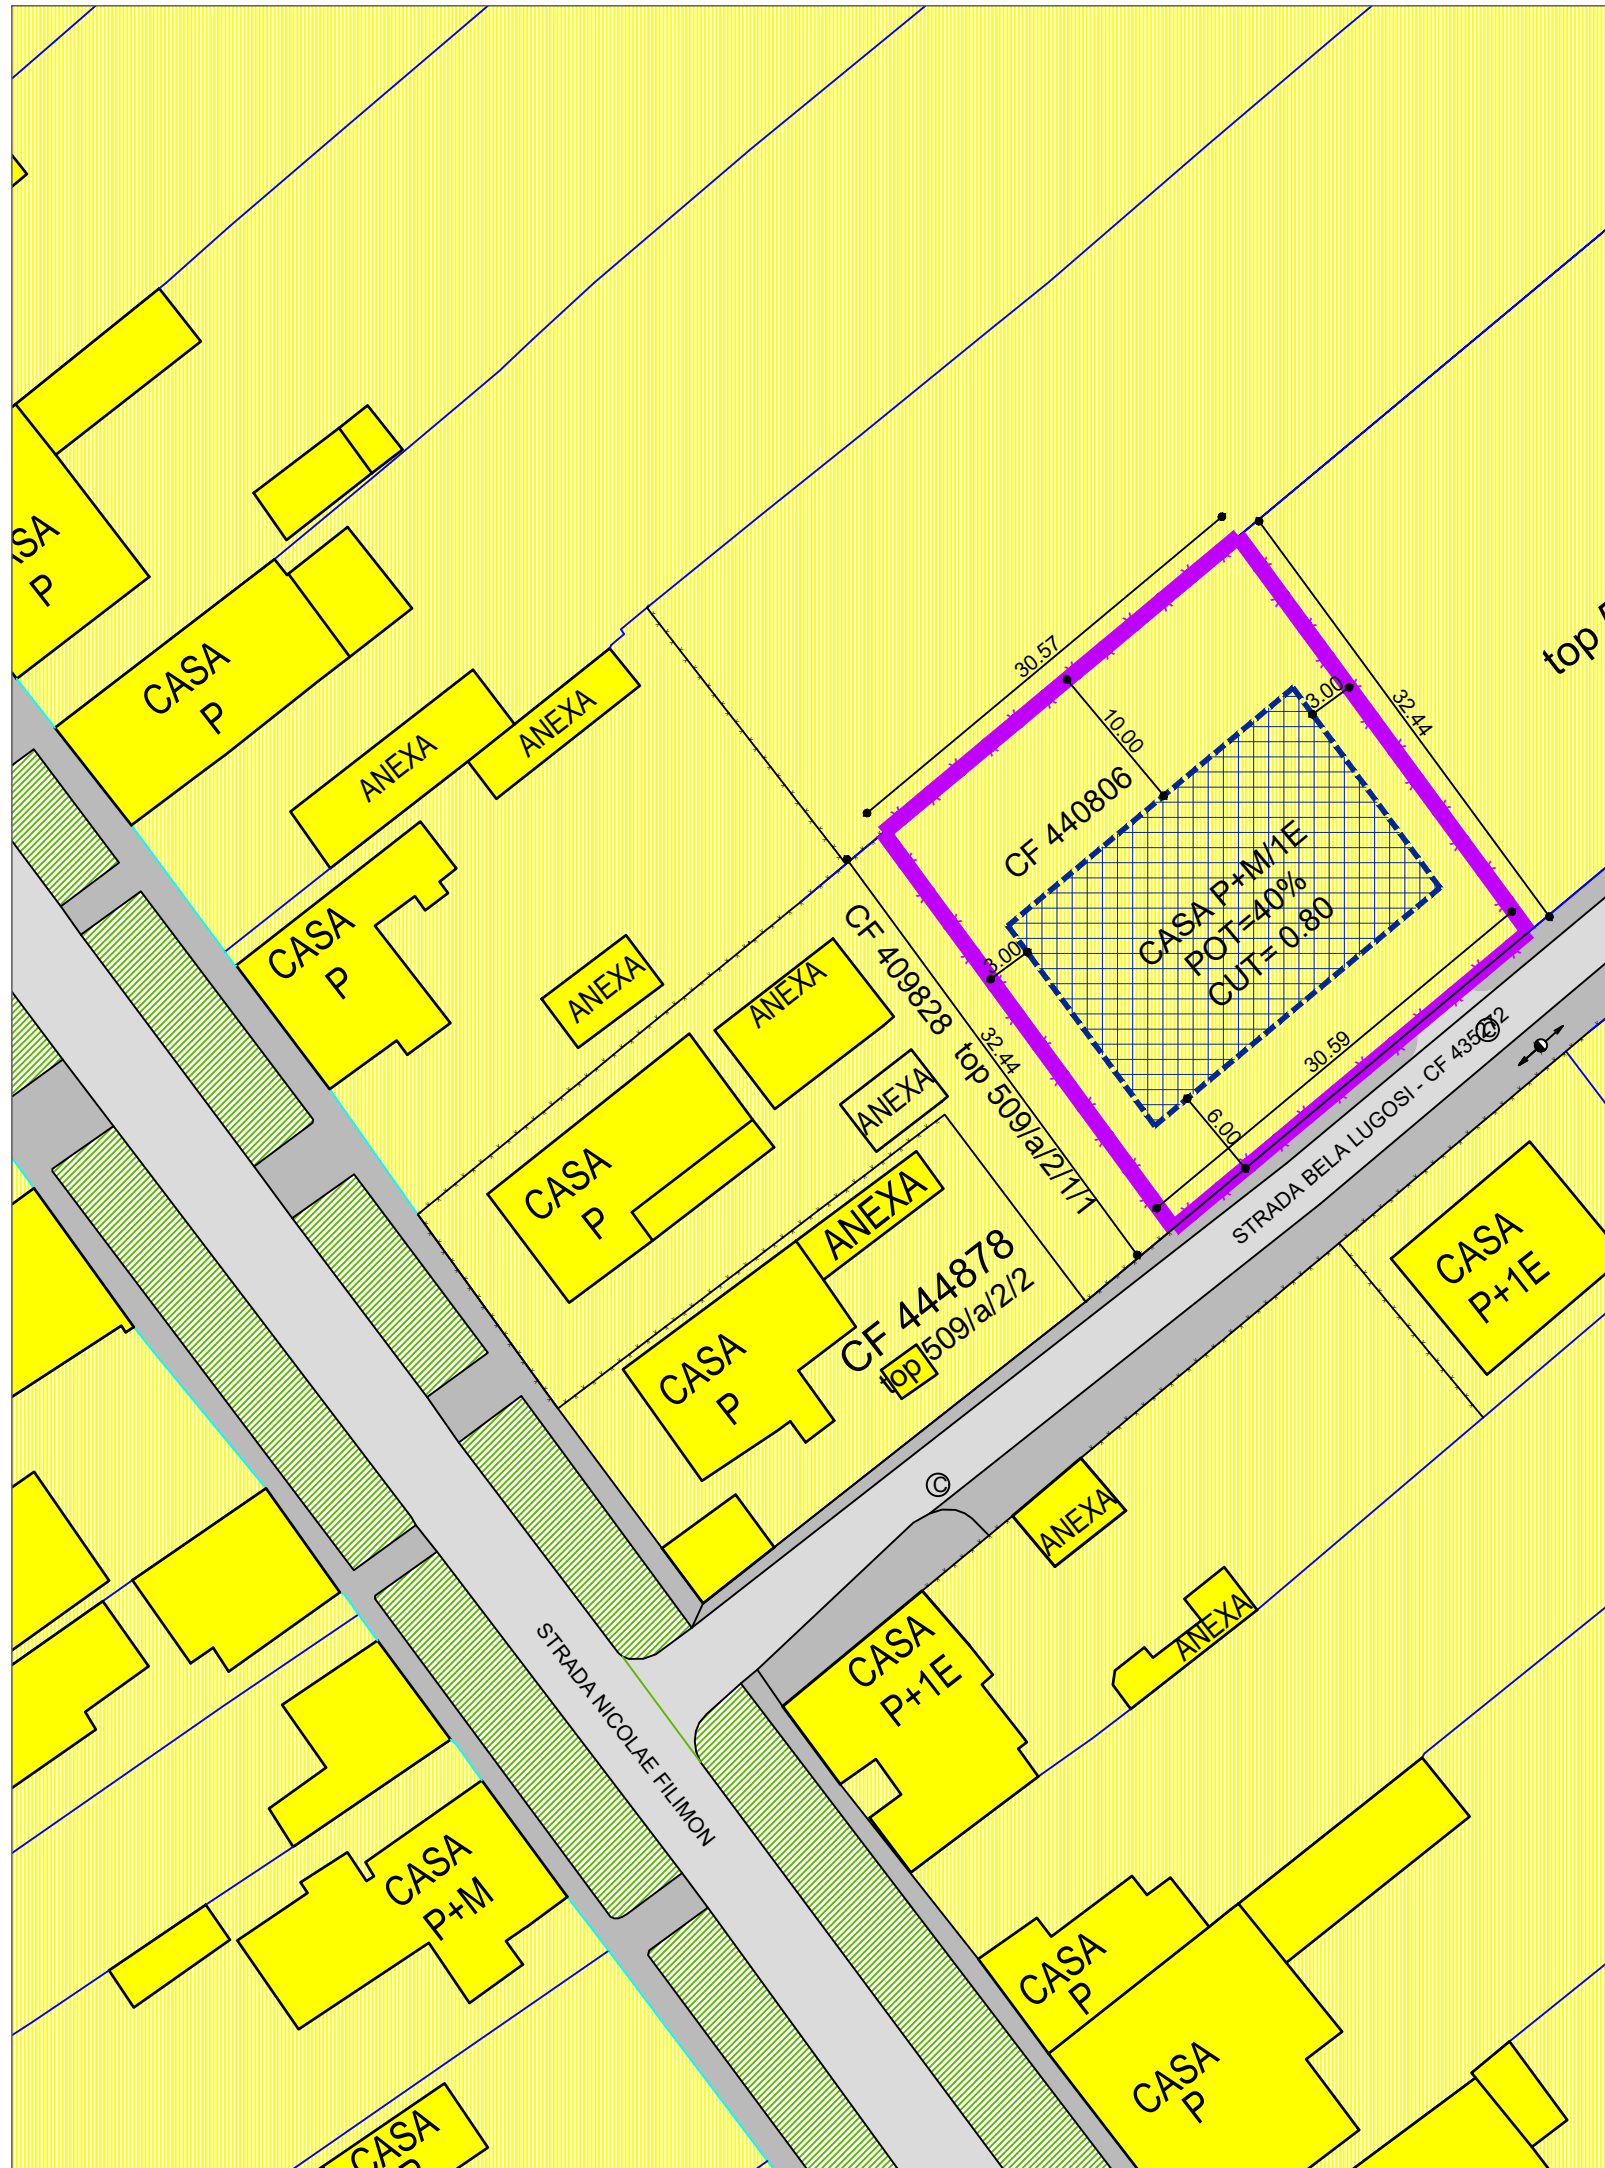 P
CASA
P
ANEXA
ANEXA
CASA
P
ANEXA
ANEXA
ANEXA
CASA
P
ANEXA
CASA
P
CF 444878
top 509/a/2/2
CF 409828 top 509/a/2/1/1
30.57
32.44
10.00
3.00
CF 440806
CASA P+M/1E
POT=40%
CUT= 0.80
3.00
32.44
30.59
6.00
top
STRADA BELA LUGOSI - CF 435272
C
C
CASA
P+1E
ANEXA
ANEXA
CASA
P+1E
STRADA NICOLAE FILIMON
CASA
P+M
CASA
P
CASA
P
CASA